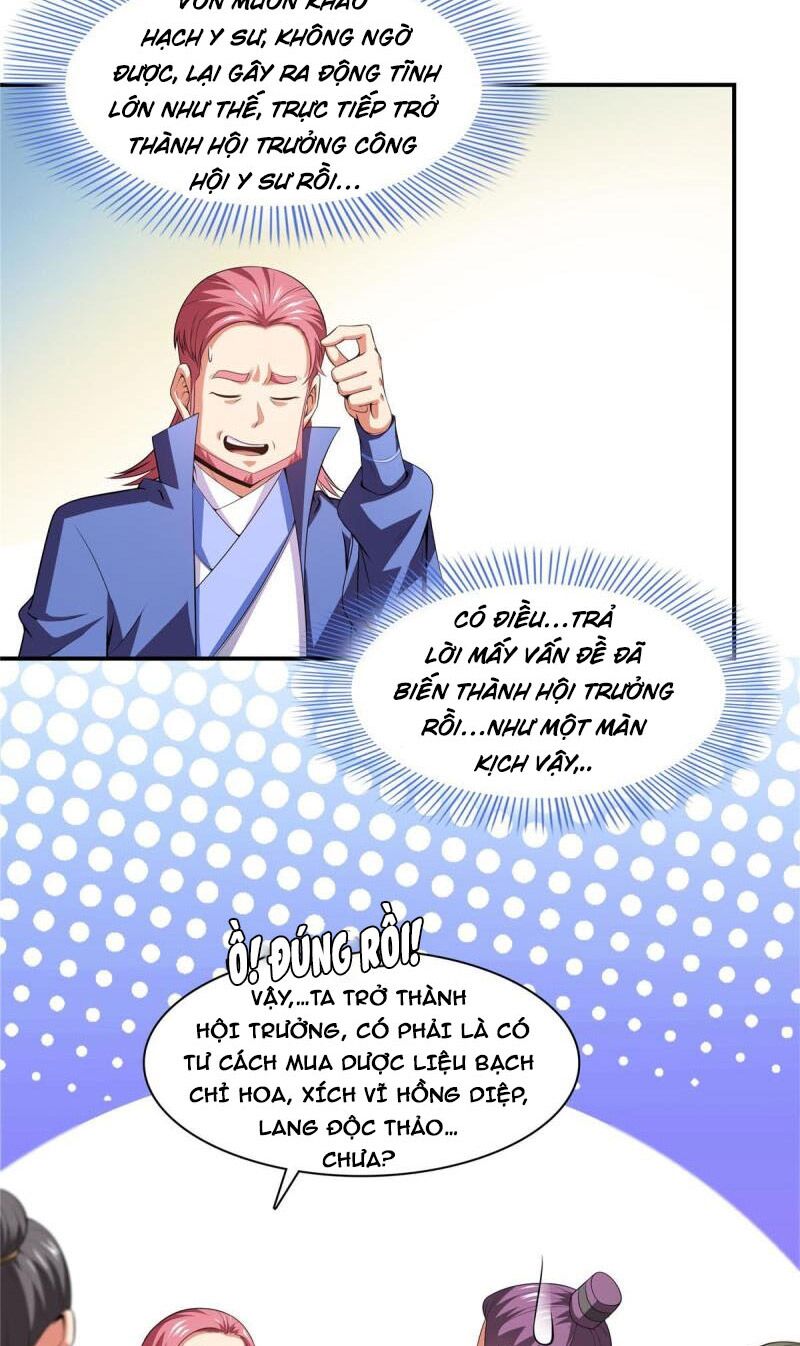 VỐN MUỐN KHẢO
HẠCH Y SƯ, KHÔNG NGỜ
ĐƯỢC, LẠI GÂY RA ĐỘNG TĨNH
LỚN NHƯ THẾ, TRỰC TIẾP TRỞ
THÀNH HỘI TRƯỞNG CÔNG
HỘI Y SƯ RỒI...
CÓ ĐIỀU...TRẢ
LỜI MẤY VẤN ĐỀ ĐÃ
BIẾN THÀNH HỘI TRƯỞNG
RỒI...NHƯ MỘT MÀN
KỊCH VẬY,..
Ồ! ĐÚNG RỒI!
VẬY,...TA TRỞ THÀNH
HỘI TRƯỞNG, CÓ PHẢI LÀ CÓ
TƯ CÁCH MUA DƯỢC LIỆU BẠCH
CHỈ HOA, XÍCH VĨ HỒNG DIỆP,
LANG ĐỘC THẢO...
CHƯA?